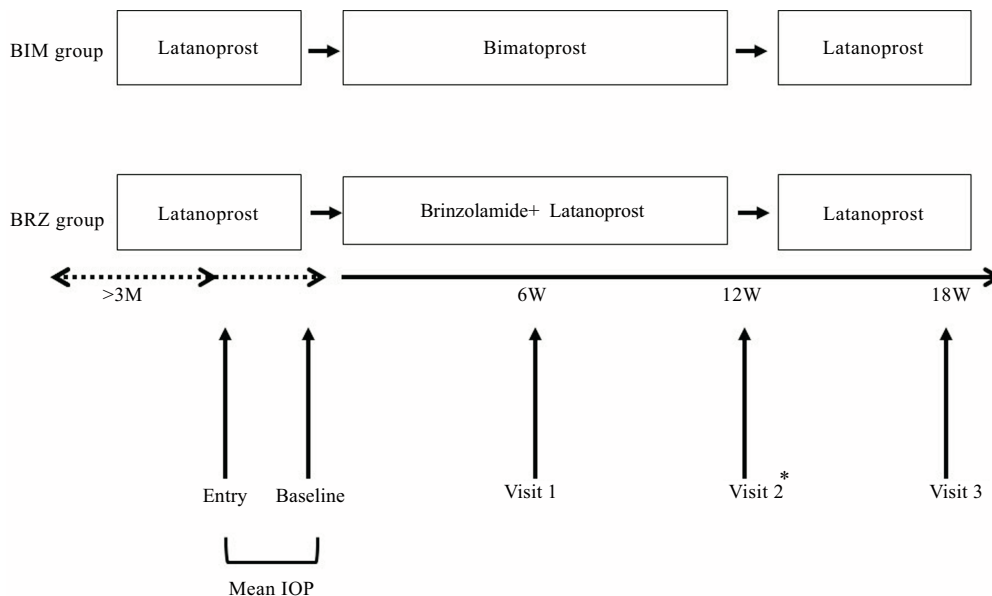 BIM group
Latanoprost
Bimatoprost
Latanoprost
BRZ group
Latanoprost
Brinzolamide+ Latanoprost
Latanoprost
>3M
6W
12W
18W
Entry
Baseline
Visit 1
Visit 2*
Visit 3
Mean IOP